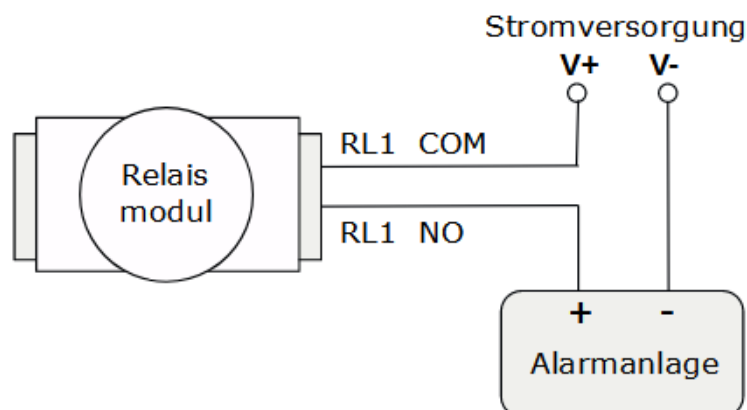 Stromversorgung
V+ V-
RL1 COM
Relais
modul
RL1 NO
+ -
Alarmanlage